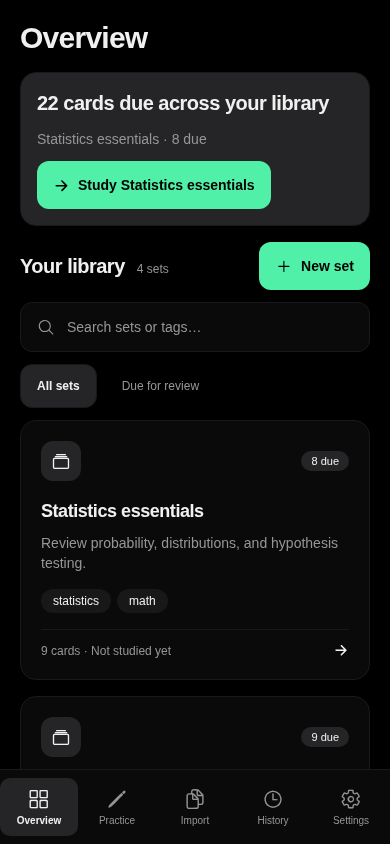 Overview
22 cards due across your library
Statistics essentials · 8 due
Study Statistics essentials
Your library 4 sets
New set
Search sets or tags…
All sets Due for review
8 due
Statistics essentials
Review probability, distributions, and hypothesis
testing.
statistics math
9 cards · Not studied yet
9 due
Overview Practice Import History Settings